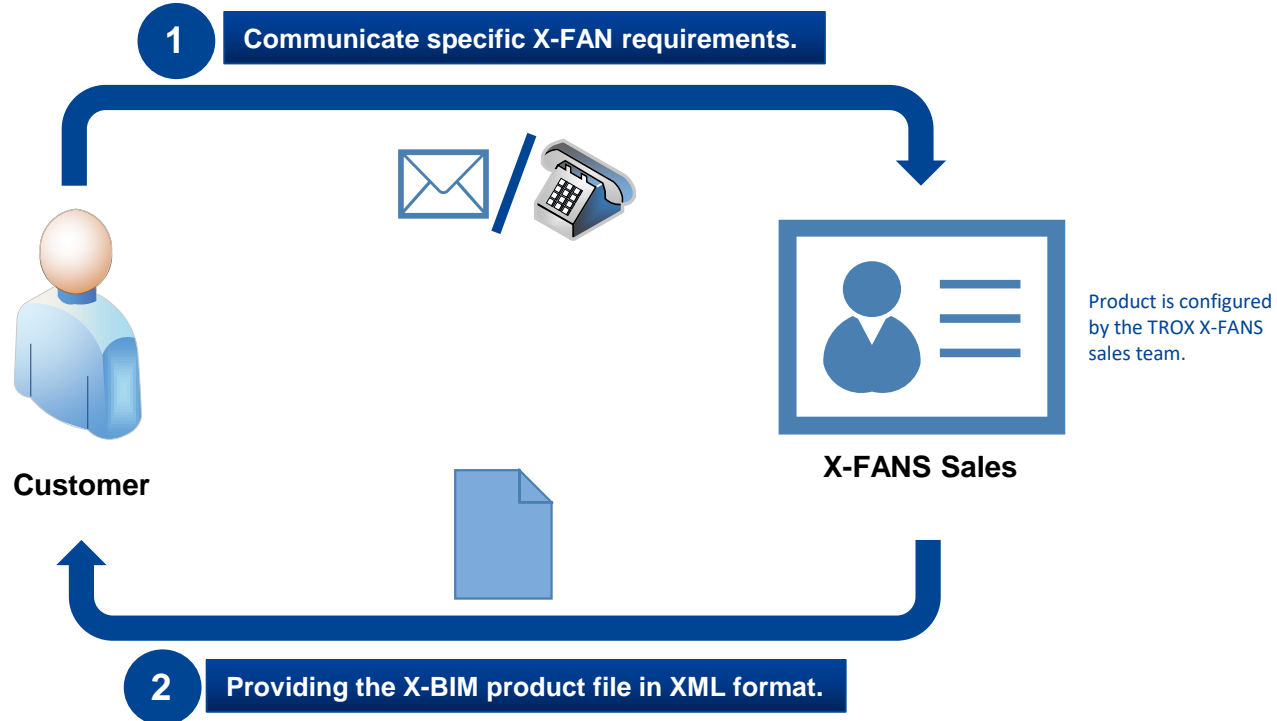 1
Communicate specific X-FAN requirements.
Product is configured
by the TROX X-FANS
sales team.
X-FANS Sales
Customer
2
Providing the X-BIM product file in XML format.